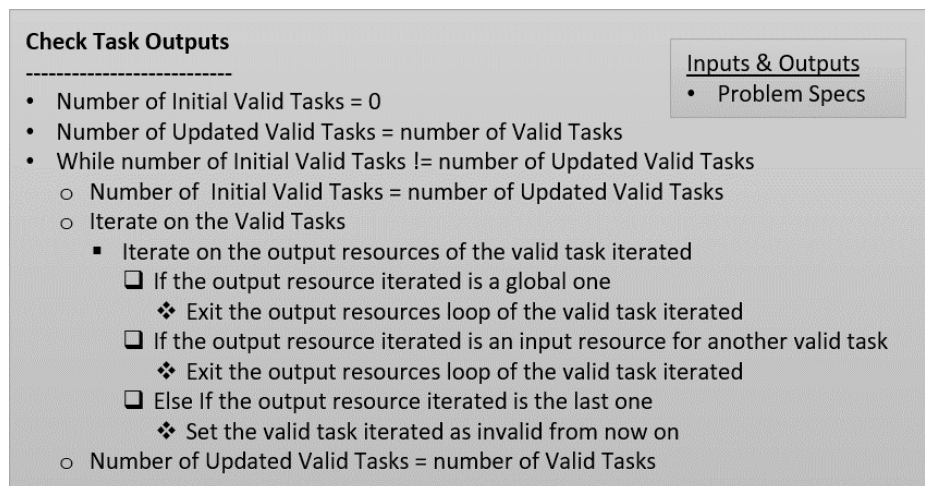 Check Task Outputs
---------------------------
• Number of Initial Valid Tasks = 0
• Number of Updated Valid Tasks = number of Valid Tasks
• While number of Initial Valid Tasks != number of Updated Valid Tasks
o Number of  Initial Valid Tasks = number of Updated Valid Tasks
o Iterate on the Valid Tasks
▪ Iterate on the output resources of the valid task iterated
❑ If the output resource iterated is a global one
❖ Exit the output resources loop of the valid task iterated
❑ If the output resource iterated is an input resource for another valid task
❖ Exit the output resources loop of the valid task iterated
❑ Else If the output resource iterated is the last one
❖ Set the valid task iterated as invalid from now on
o Number of Updated Valid Tasks = number of Valid Tasks
Inputs & Outputs
• Problem Specs